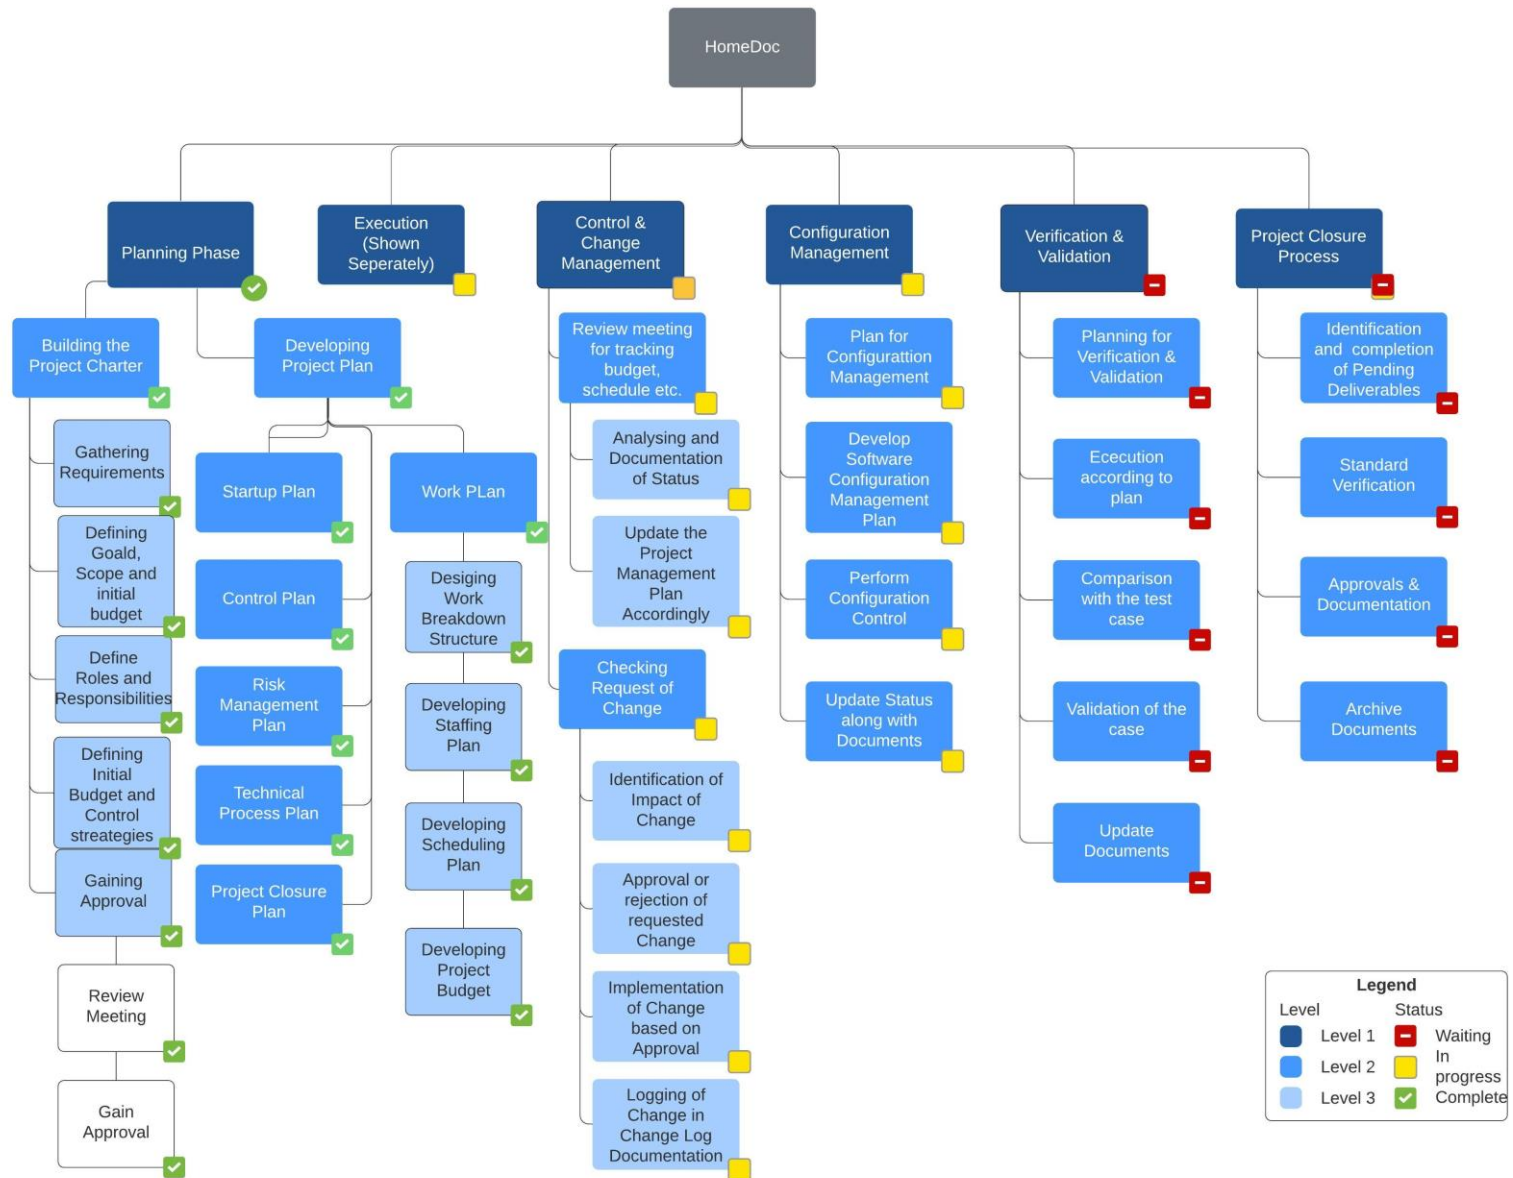 HomeDoc
Planning Phase
Execution
(Shown
Seperately)
Control &
Change
Management
Configuration
Management
Verification &
Validation
Project Closure
Process
Building the
Project Charter
Developing
Project Plan
Gathering
Requirements
Defining
Goald,
Scope and
initial
budget
Define
Roles and
Responsibilities
Defining
Initial
Budget and
Control
streategies
Gaining
Approval
Review
Meeting
Gain
Approval
Startup Plan
Control Plan
Risk
Management
Plan
Technical
Process Plan
Project Closure
Plan
Work PLan
Desiging
Work
Breakdown
Structure
Developing
Staffing
Plan
Developing
Scheduling
Plan
Developing
Project
Budget
Review meeting
for tracking
budget,
schedule etc.
Analysing and
Documentation
of Status
Update the
Project
Management
Plan
Accordingly
Checking
Request of
Change
Identification of
Impact of
Change
Approval or
rejection of
requested
Change
Implementation
of Change
based on
Approval
Logging of
Change in
Change Log
Documentation
Plan for
Configurattion
Management
Develop
Software
Configuration
Management
Plan
Perform
Configuration
Control
Update Status
along with
Documents
Planning for
Verification &
Validation
Ececution
according to
plan
Comparison
with the test
case
Validation of the
case
Update
Documents
Identification
and completion
of Pending
Deliverables
Standard
Verification
Approvals &
Documentation
Archive
Documents
Legend
Level
Level 1
Level 2
Level 3
Status
Waiting
In
progress
Complete